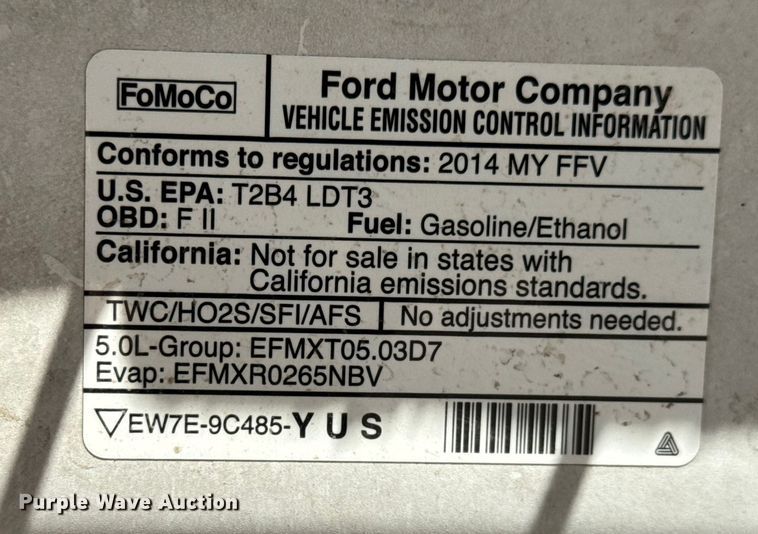 FoMoCo
Ford Motor Company
VEHICLE EMISSION CONTROL INFORMATION
Conforms to regulations: 2014 MY FFV
U.S. EPA: T2B4 LDT3
OBD: F II Fuel: Gasoline/Ethanol
California: Not for sale in states with
California emissions standards.
TWC/HO2S/SFI/AFS No adjustments needed.
5.0L-Group: EFMXT05.03D7
Evap: EFMXR0265NBV
EW7E-9C485-Y U S
Purple Wave Auction